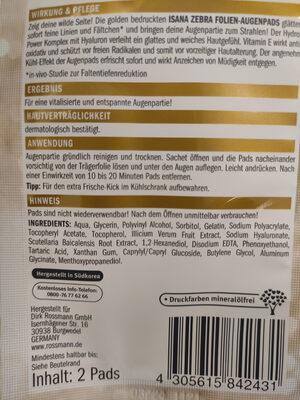 WIRKUNG & PFLEGE
Zeig deine wilde Seite! Die golden bedruckten ISANA ZEBRA FOLIEN-AUGENPADS glätten
sofort feine Linien und Fältchen* und bringen deine Augenpartie zum Strahlen! Der Hydro
Power Komplex mit Hyaluron verleiht ein glattes und weiches Hautgefühl. Vitamin E wirkt anti-
oxidativ und schützt vor freien Radikalen und somit vor vorzeitiger Hautalterung. Der angenehme
Kühl-Effekt der Augenpads erfrischt sofort und wirkt Anzeichen von Müdigkeit entgegen.
*in-vivo-Studie zur Faltentiefenreduktion
ERGEBNIS
Für eine vitalisierte und entspannte Augenpartie!
HAUTVERTRÄGLICHKEIT
dermatologisch bestätigt.
ANWENDUNG
Augenpartie gründlich reinigen und trocknen. Sachet öffnen und die Pads nacheinander
vorsichtig von der Trägerfolie lösen und unter den Augen auflegen. Leicht andrücken. Nach
einer Einwirkzeit von 10 bis 20 Minuten Pads entfernen.
Tipp: Für den extra Frische-Kick im Kühlschrank aufbewahren.
HINWEIS
Pads sind nicht wiederverwendbar! Nach dem Öffnen unmittelbar verbrauchen!
INGREDIENTS: Aqua, Glycerin, Polyvinyl Alcohol, Sorbitol, Gelatin, Sodium Polyacrylate,
Tocopheryl Acetate, Tocopherol, Illicium Verum Fruit Extract, Sodium Hyaluronate,
Scutellaria Baicalensis Root Extract, 1,2-Hexanediol, Disodium EDTA, Phenoxyethanol,
Tartaric Acid, Xanthan Gum, Caprylyl/Capryl Glucoside, Butylene Glycol, Aluminum
Glycinate, Menthoxypropanediol.
Hergestellt in Südkorea
Kostenloses Info-Telefon:
0800-76 77 62 66
Hergestellt für
Dirk Rossmann GmbH
Isernhägener Str. 16
30938 Burgwedel
GERMANY
www.rossmann.de
• Druckfarben mineralölfrei •
Mindestens haltbar bis:
Siehe Beutelrand
Inhalt: 2 Pads
4 305615 842431